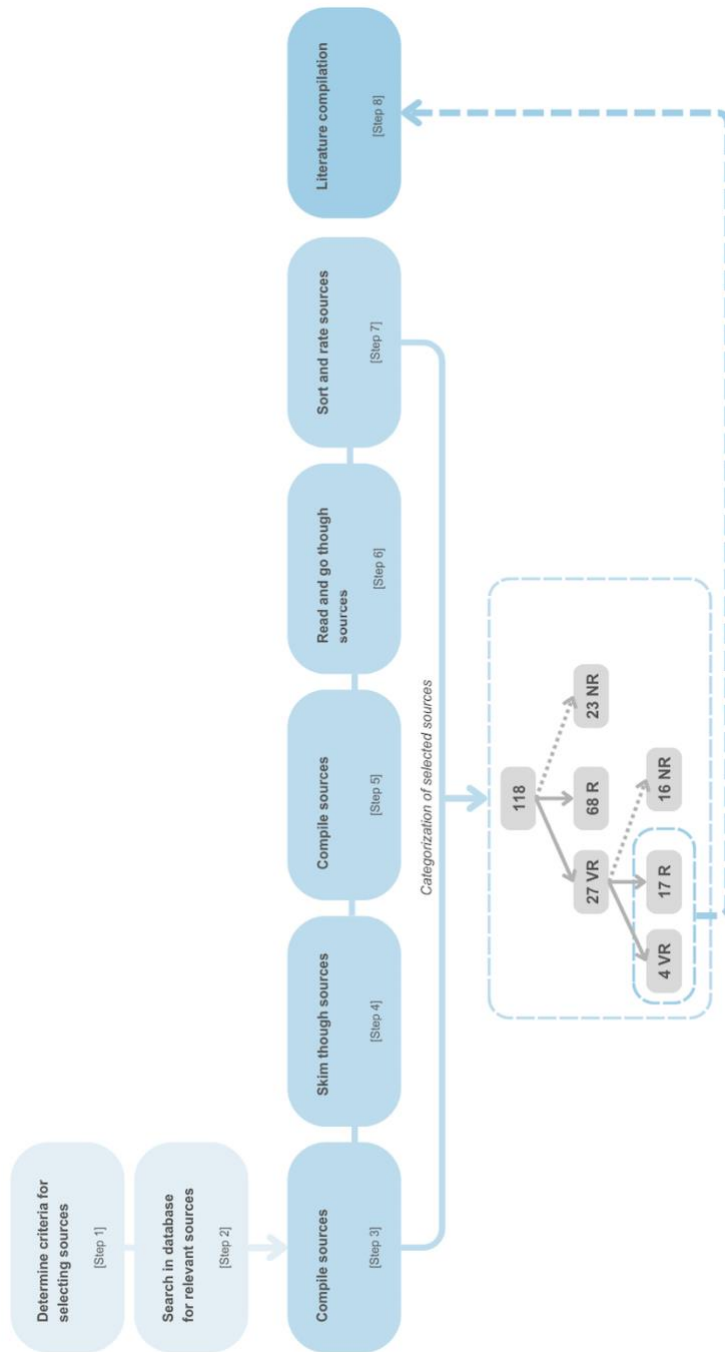 Determine criteria for
selecting sources
[Step 1]
Search in database
for relevant sources
[Step 2]
Compile sources
[Step 3]
Skim though sources
[Step 4]
Compile sources
[Step 5]
Read and go though
sources
[Step 6]
Sort and rate sources
[Step 7]
Literature compilation
[Step 8]
Categorization of selected sources
118
27 VR
68 R
23 NR
4 VR
17 R
16 NR